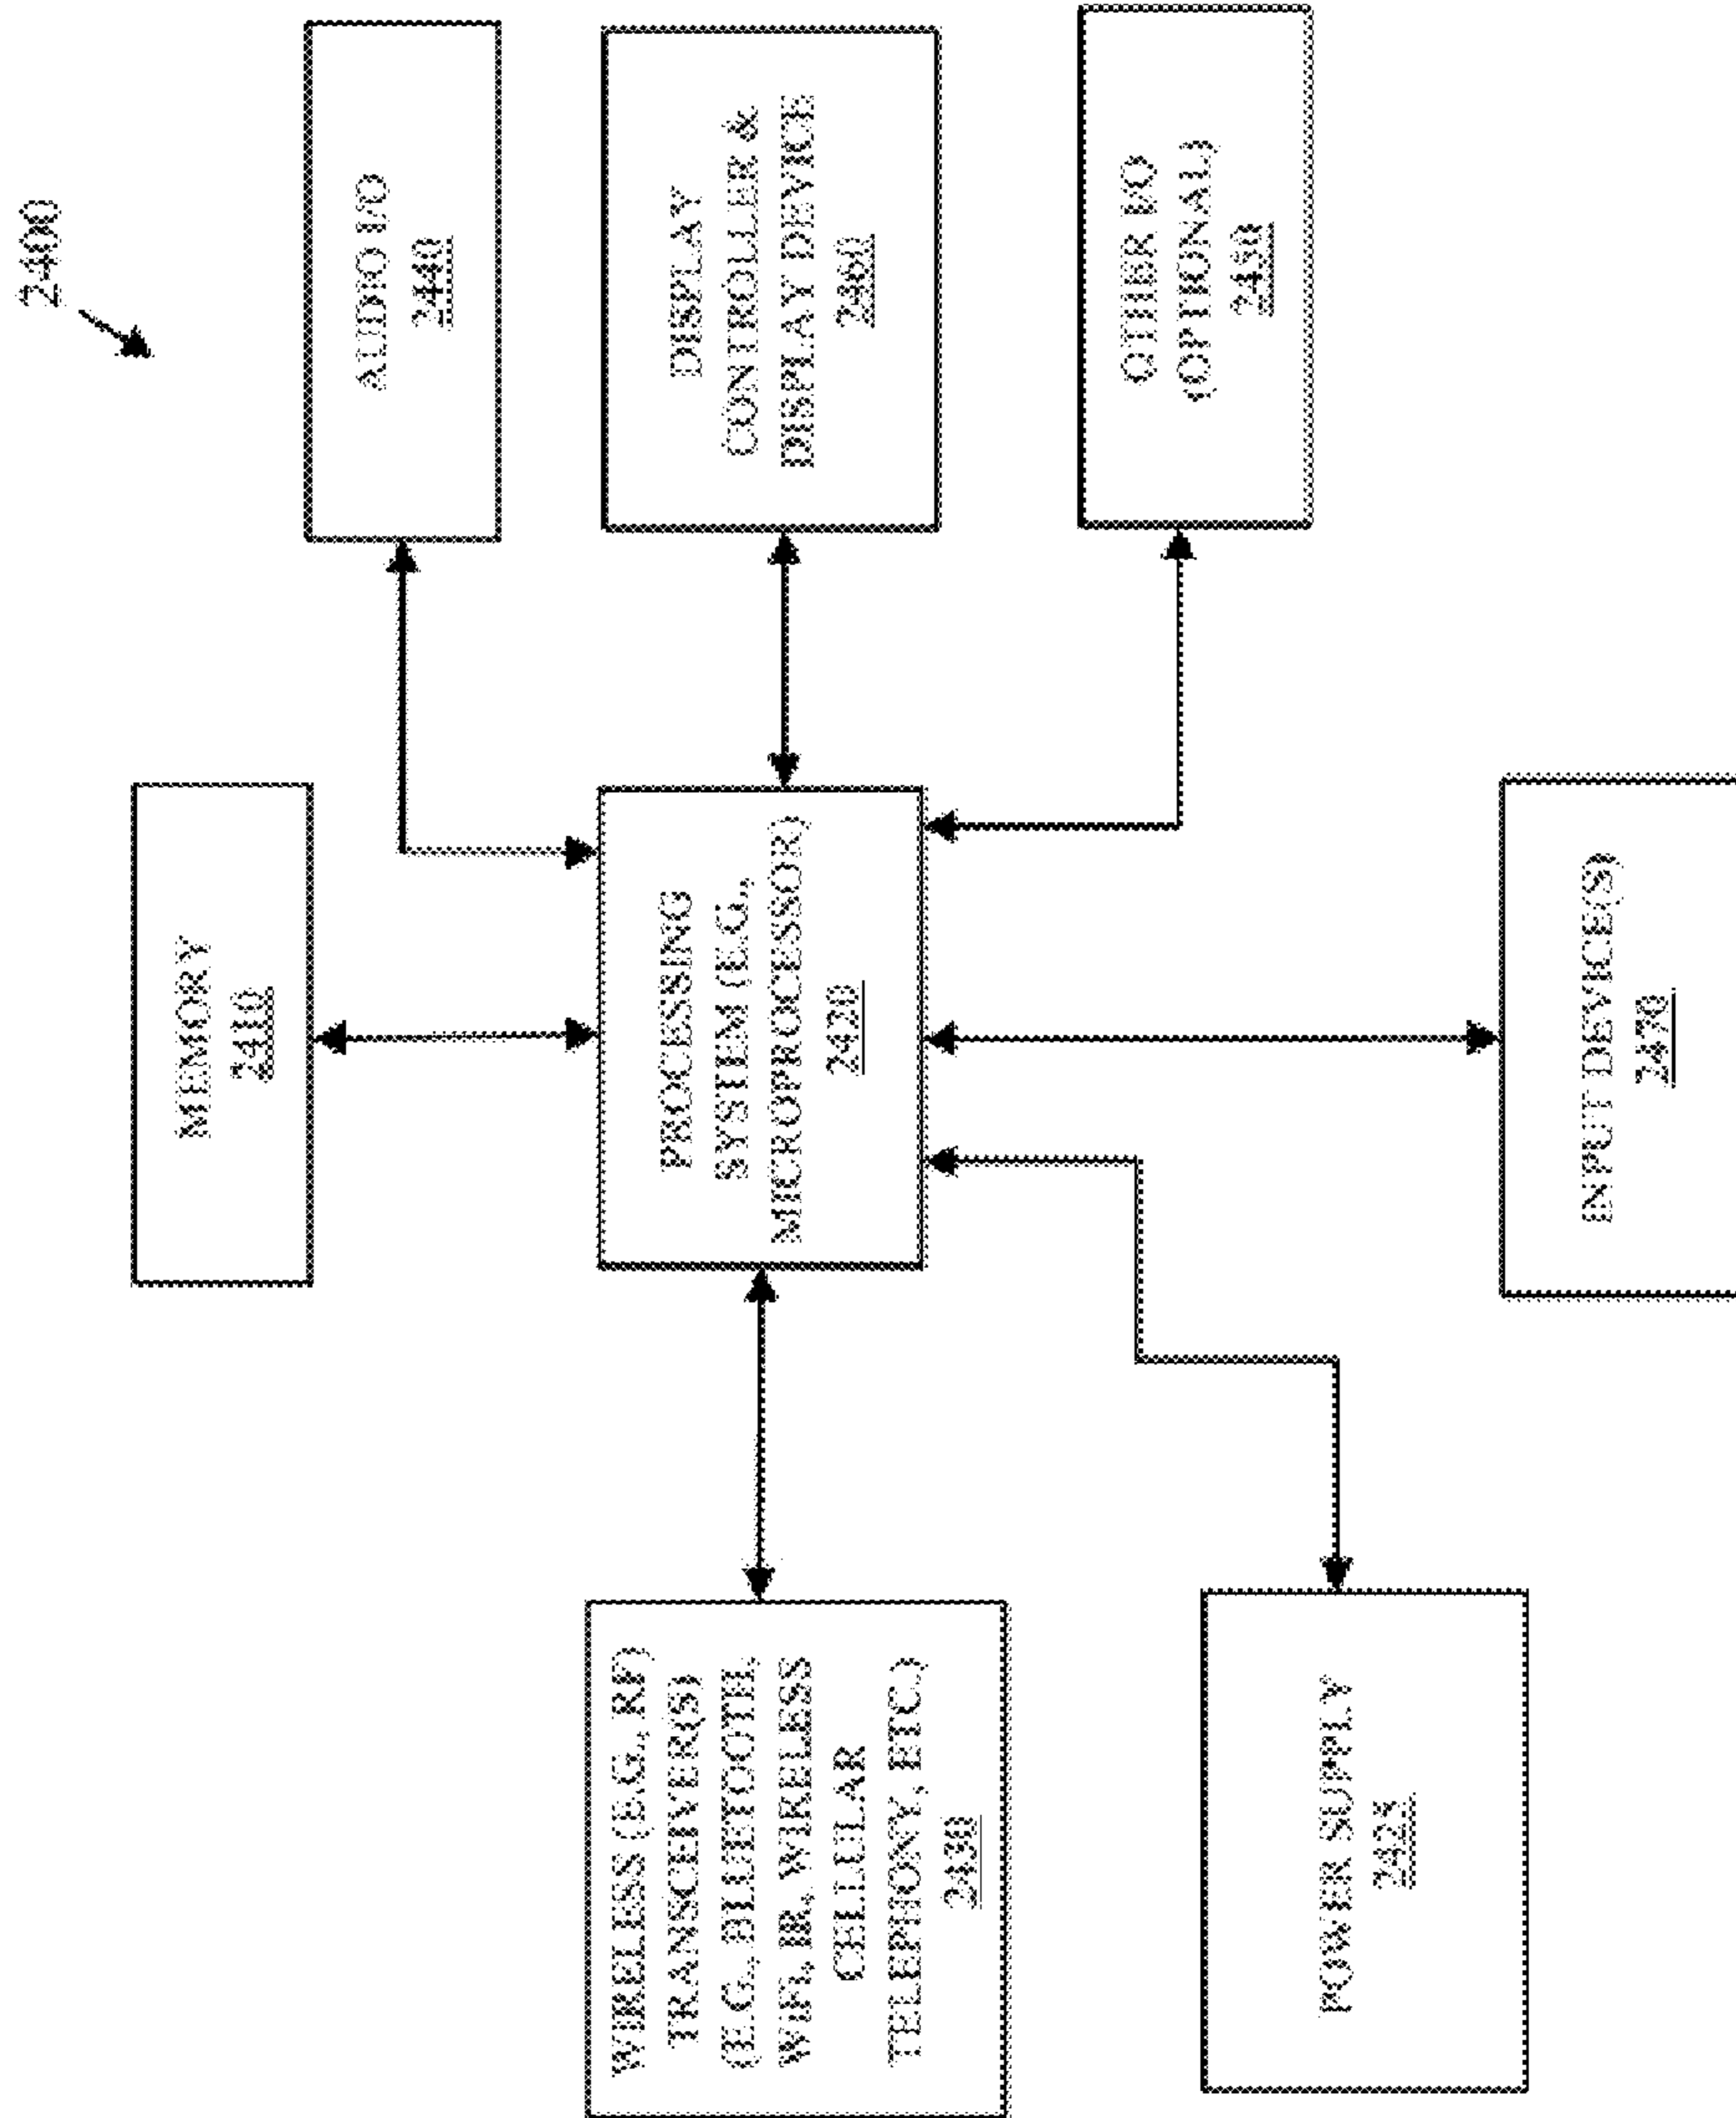 2400
MEMORY
2410
AUDIO I/O
2440
WIRELESS (E.G., RF)
TRANSCEIVER(S)
(E.G., BLUETOOTH,
WIFI, IR, WIRELESS
CELLULAR
TELEPHONY, ETC.)
2430
PROCESSING
SYSTEM (E.G.,
MICROPROCESSOR)
2420
DISPLAY
CONTROLLER &
DISPLAY DEVICE
2460
OTHER I/O
(OPTIONAL)
2450
POWER SUPPLY
2425
INPUT DEVICE(S)
2470